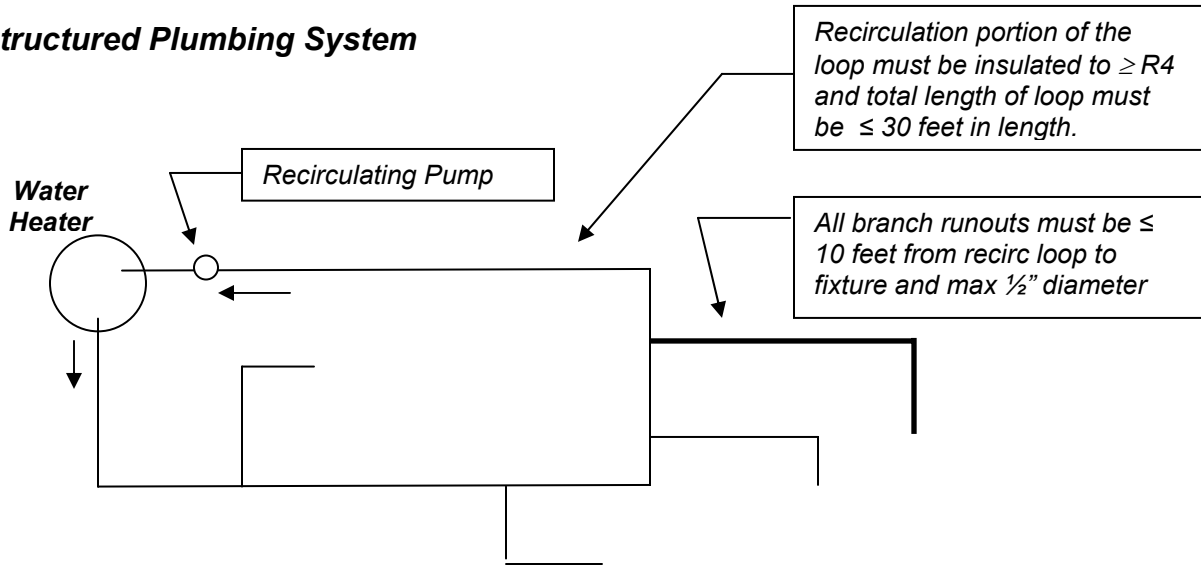 tructured Plumbing System
Recirculation portion of the
loop must be insulated to ≥ R4
and total length of loop must
be ≤ 30 feet in length.
Recirculating Pump
Water
Heater
All branch runouts must be ≤
10 feet from recirc loop to
fixture and max ½” diameter